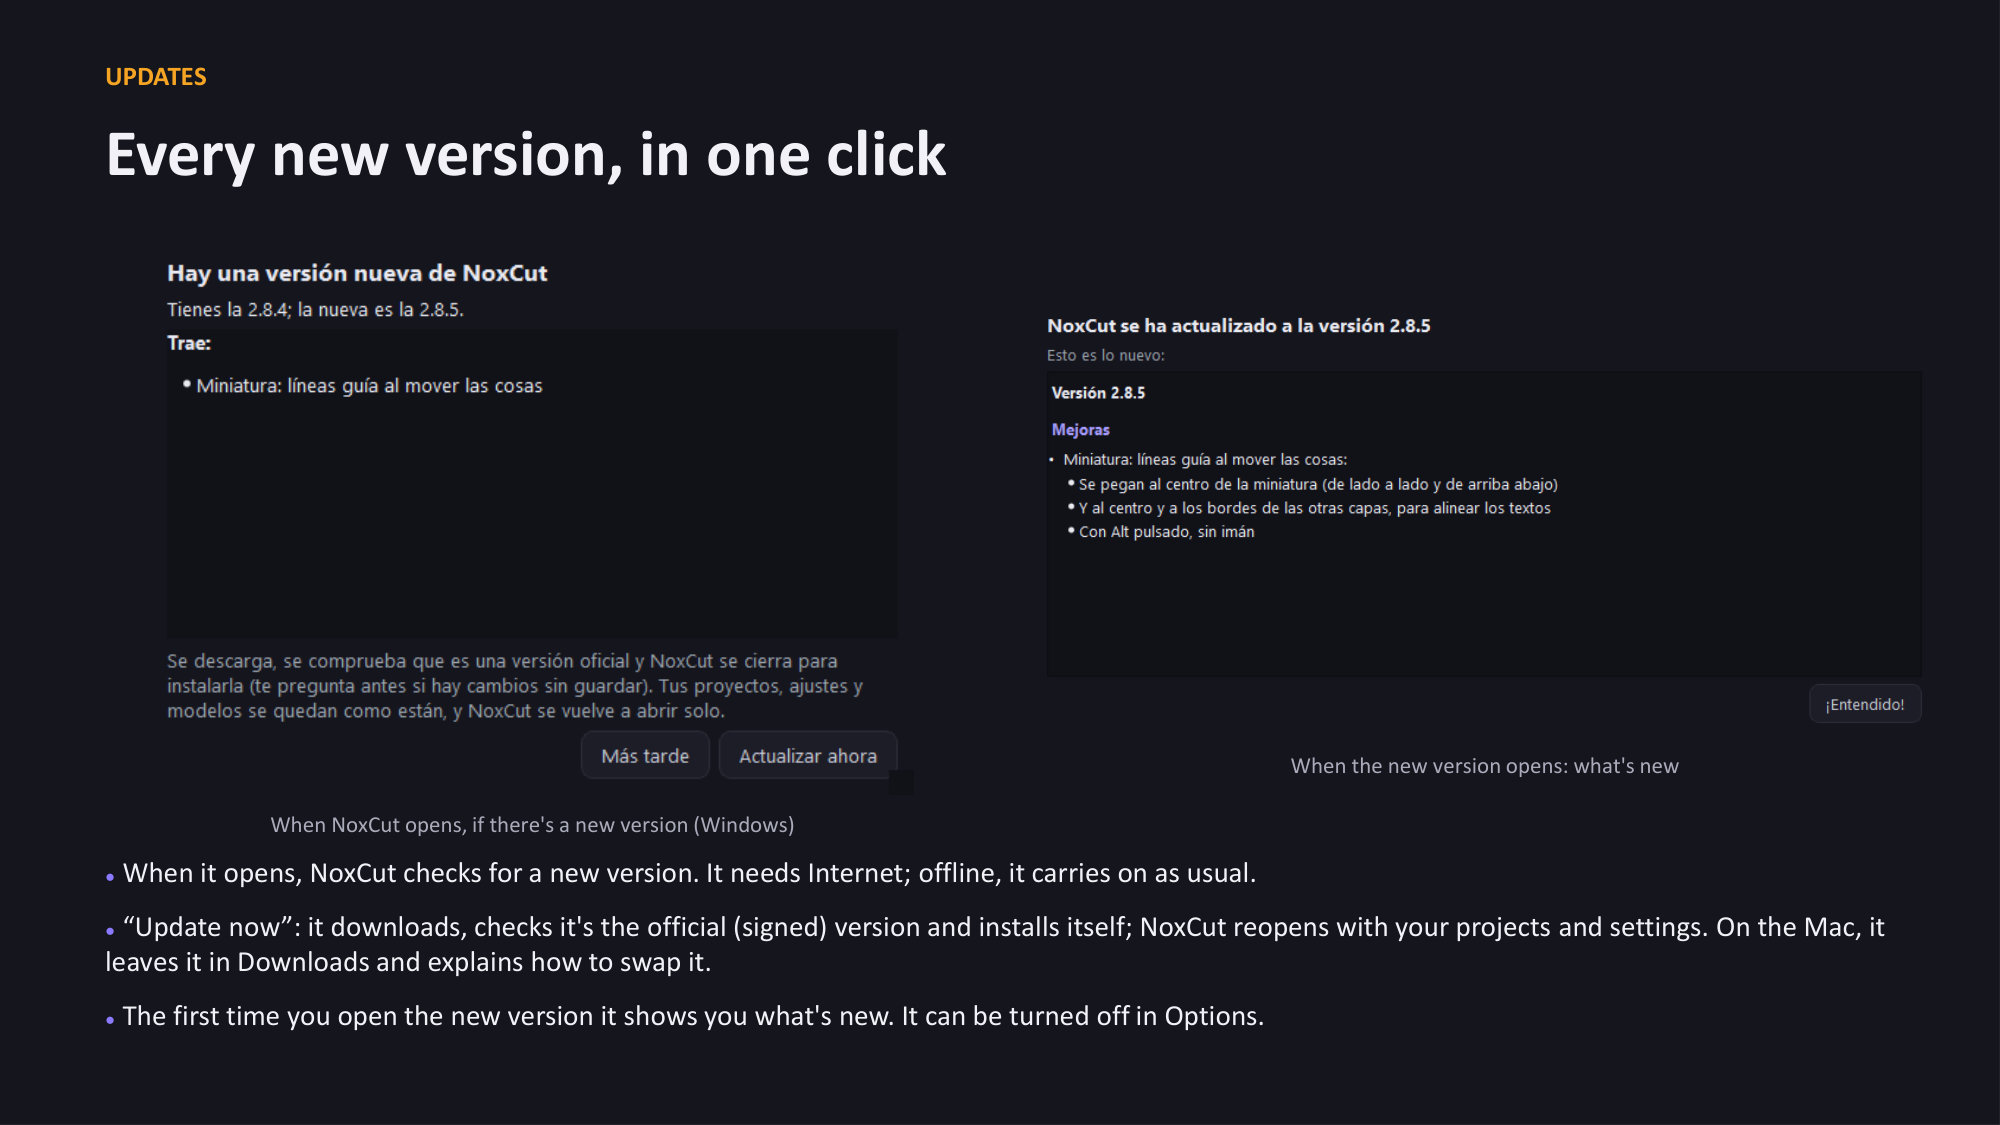 UPDATES
Every new version, in one click
Hay una versión nueva de NoxCut
Tienes la 2.8.4; la nueva es la 2.8.5.
Trae:
• Miniatura: líneas guía al mover las cosas
Se descarga, se comprueba que es una versión oficial y NoxCut se cierra para
instalarla (te pregunta antes si hay cambios sin guardar). Tus proyectos, ajustes y
modelos se quedan como están, y NoxCut se vuelve a abrir solo.
Más tarde
Actualizar ahora
When NoxCut opens, if there's a new version (Windows)
NoxCut se ha actualizado a la versión 2.8.5
Esto es lo nuevo:
Versión 2.8.5
Mejoras
• Miniatura: líneas guía al mover las cosas:
• Se pegan al centro de la miniatura (de lado a lado y de arriba abajo)
• Y al centro y a los bordes de las otras capas, para alinear los textos
• Con Alt pulsado, sin imán
¡Entendido!
When the new version opens: what's new
• When it opens, NoxCut checks for a new version. It needs Internet; offline, it carries on as usual.
• “Update now”: it downloads, checks it's the official (signed) version and installs itself; NoxCut reopens with your projects and settings. On the Mac, it
leaves it in Downloads and explains how to swap it.
• The first time you open the new version it shows you what's new. It can be turned off in Options.